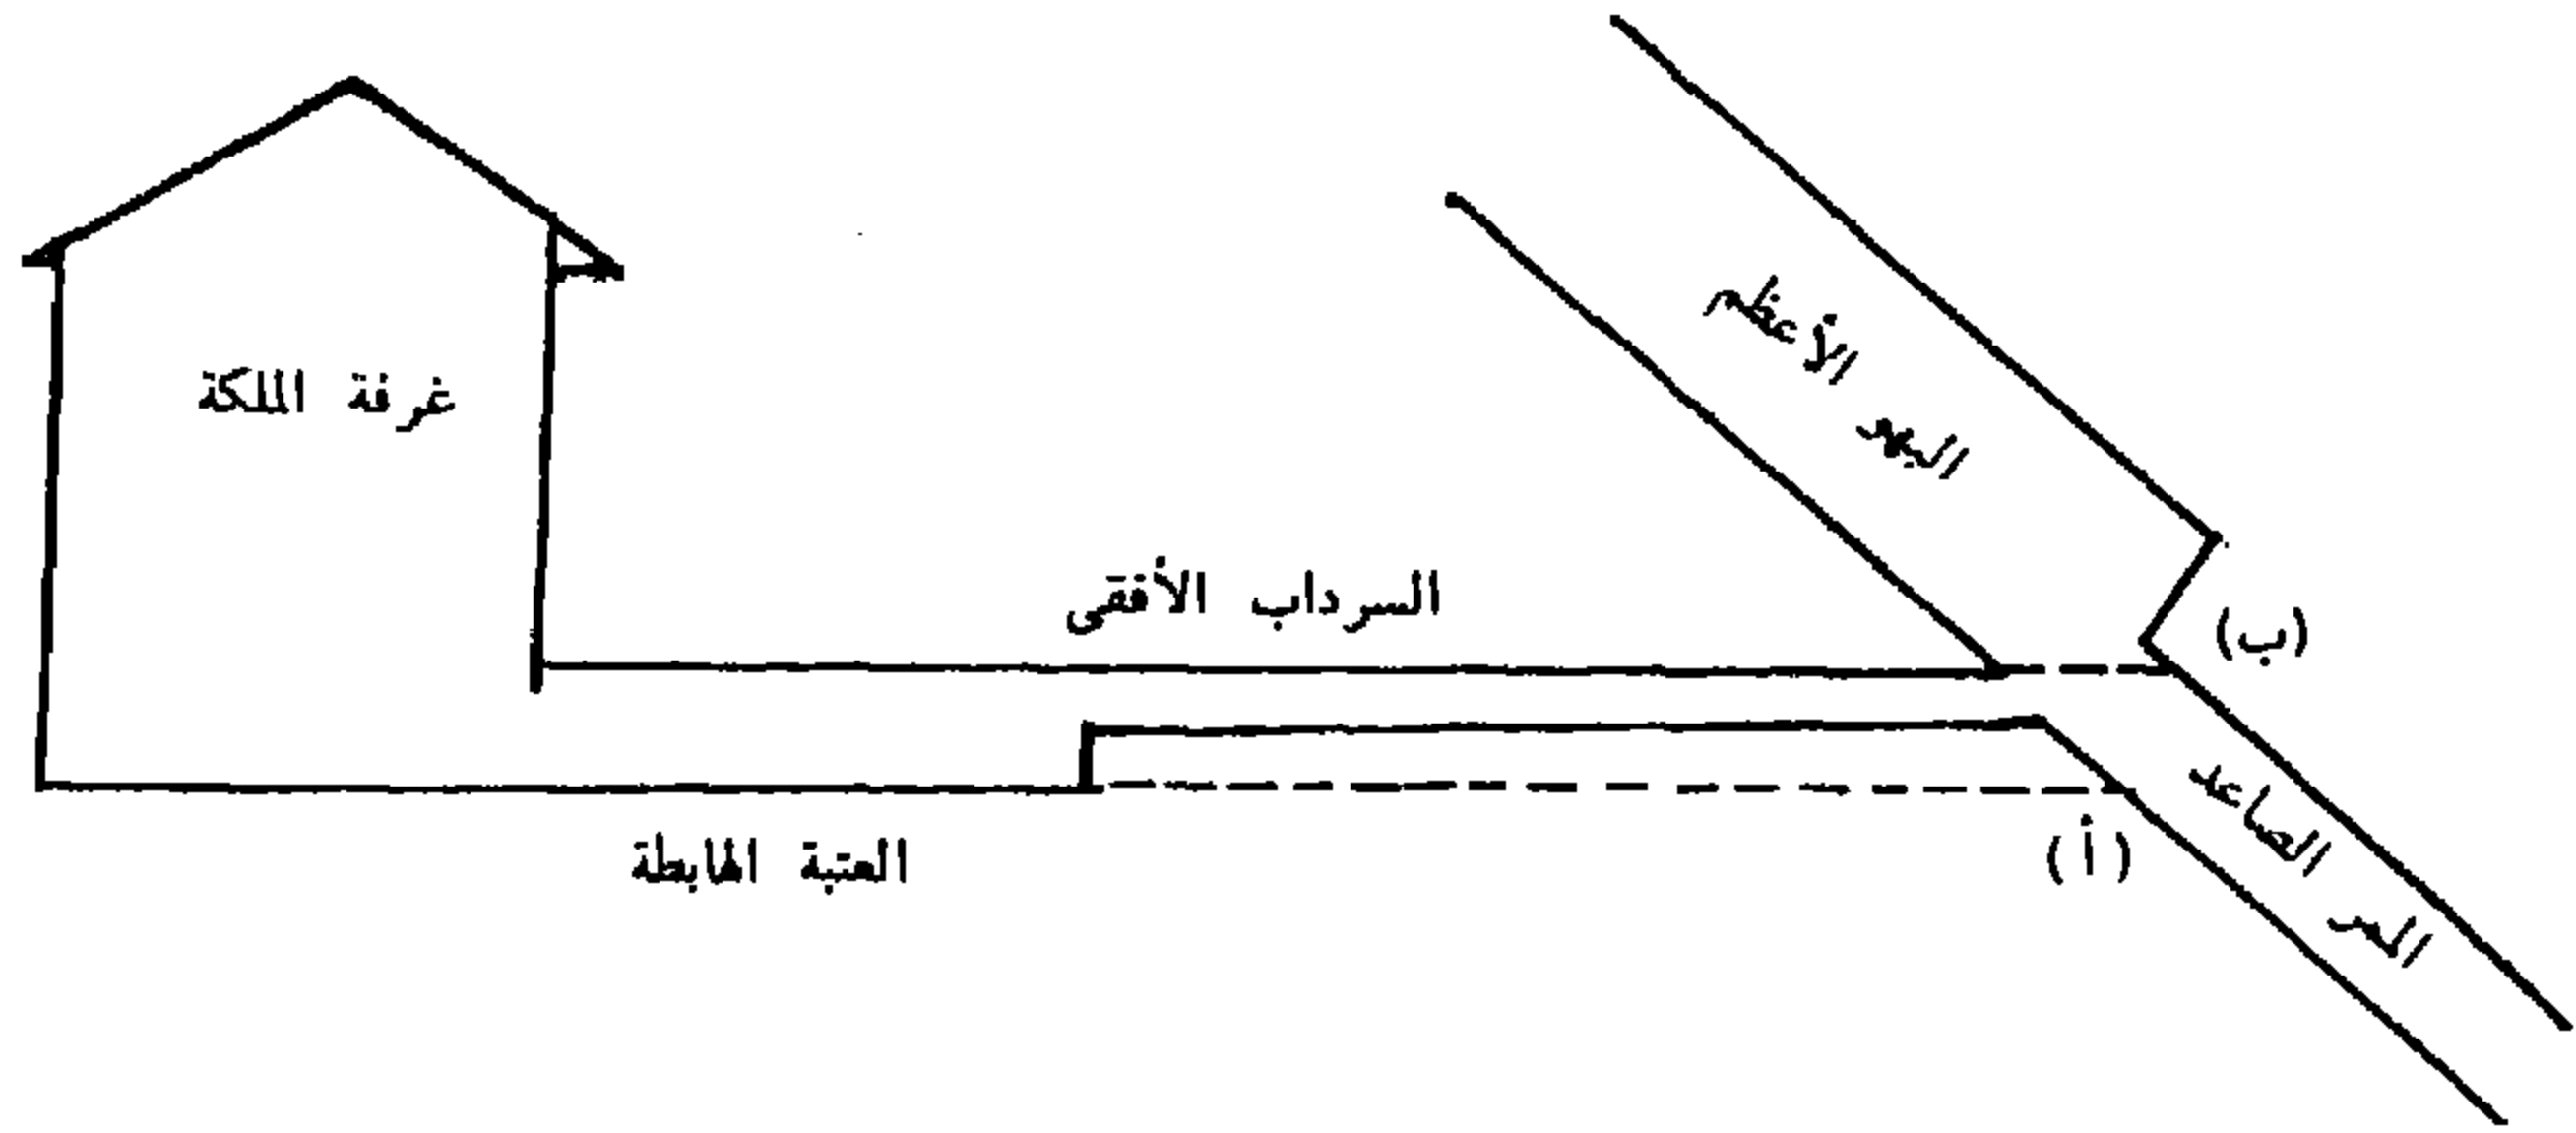 البهو الأعظم
غرفة الملكة
السرداب الأفقى
(ب)
الممر الصاعد
(أ)
العتبة الهابطة